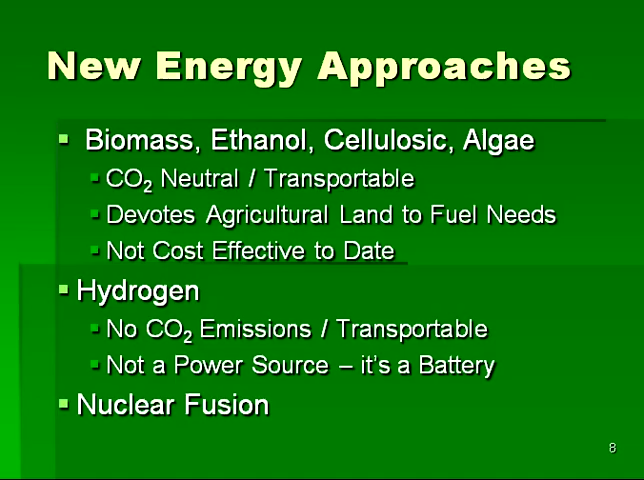 New Energy Approaches
▪ Biomass, Ethanol, Cellulosic, Algae
▪ CO₂ Neutral / Transportable
▪ Devotes Agricultural Land to Fuel Needs
▪ Not Cost Effective to Date
▪ Hydrogen
▪ No CO₂ Emissions / Transportable
▪ Not a Power Source – it's a Battery
▪ Nuclear Fusion
8